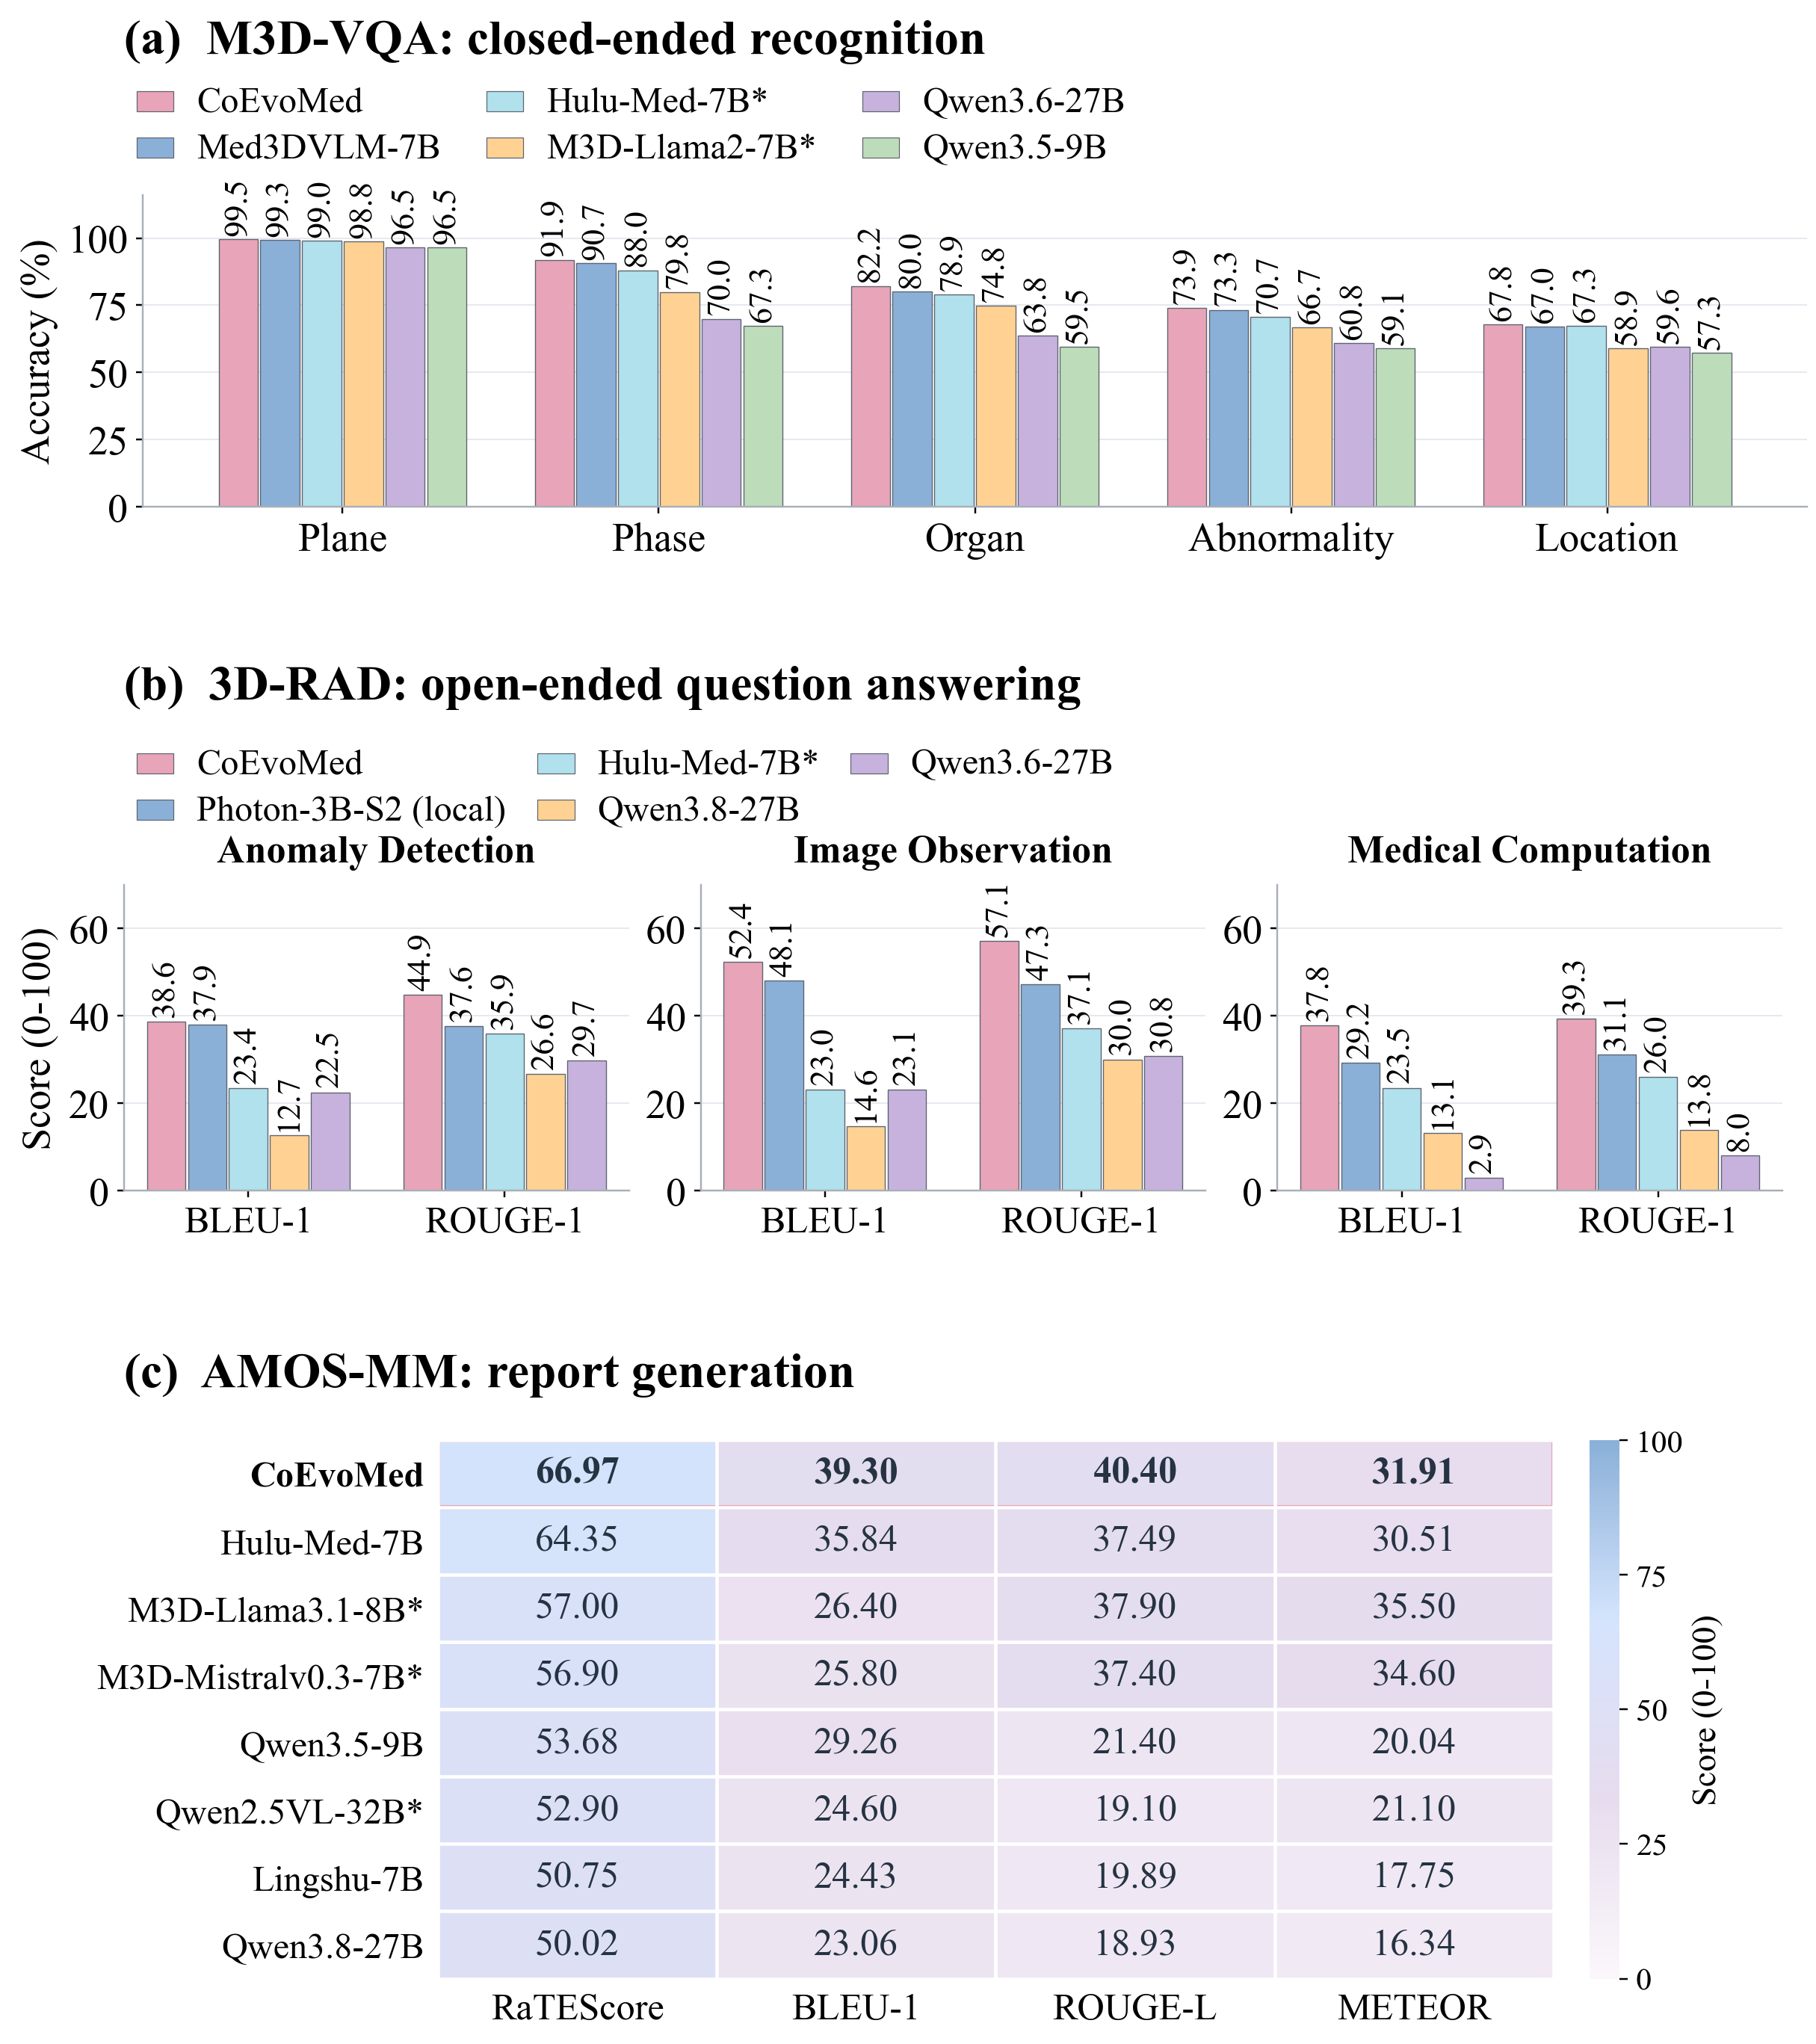 (a) M3D-VQA: closed-ended recognition
CoEvoMed
Hulu-Med-7B*
Qwen3.6-27B
Med3DVLM-7B
M3D-Llama2-7B*
Qwen3.5-9B
Accuracy (%)
100
75
50
25
0
99.5 99.3 99.0 98.8 96.5 96.5
91.9 90.7 88.0 79.8 70.0 67.3
82.2 80.0 78.9 74.8 63.8 59.5
73.9 73.3 70.7 66.7 60.8 59.1
67.8 67.0 67.3 58.9 59.6 57.3
Plane Phase Organ Abnormality Location
(b) 3D-RAD: open-ended question answering
CoEvoMed
Hulu-Med-7B*
Qwen3.6-27B
Photon-3B-S2 (local)
Qwen3.8-27B
Anomaly Detection
Score (0-100)
60
40
20
0
38.6 37.9 23.4 12.7 22.5
44.9 37.6 35.9 26.6 29.7
BLEU-1 ROUGE-1
Image Observation
60
40
20
0
52.4 48.1 23.0 14.6 23.1
57.1 47.3 37.1 30.0 30.8
BLEU-1 ROUGE-1
Medical Computation
60
40
20
0
37.8 29.2 23.5 13.1 2.9
39.3 31.1 26.0 13.8 8.0
BLEU-1 ROUGE-1
(c) AMOS-MM: report generation
CoEvoMed 66.97 39.30 40.40 31.91
Hulu-Med-7B 64.35 35.84 37.49 30.51
M3D-Llama3.1-8B* 57.00 26.40 37.90 35.50
M3D-Mistralv0.3-7B* 56.90 25.80 37.40 34.60
Qwen3.5-9B 53.68 29.26 21.40 20.04
Qwen2.5VL-32B* 52.90 24.60 19.10 21.10
Lingshu-7B 50.75 24.43 19.89 17.75
Qwen3.8-27B 50.02 23.06 18.93 16.34
RaTEScore BLEU-1 ROUGE-L METEOR
100
75
50
25
0
Score (0-100)